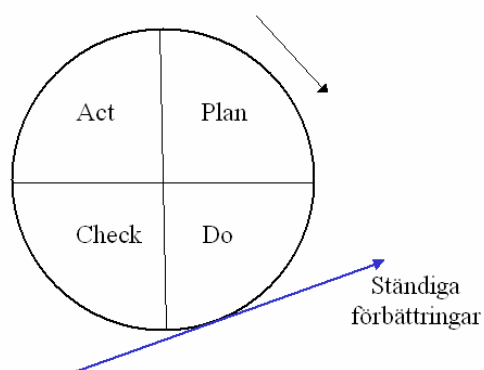 Act
Plan
Check
Do
Ständiga
förbättringar